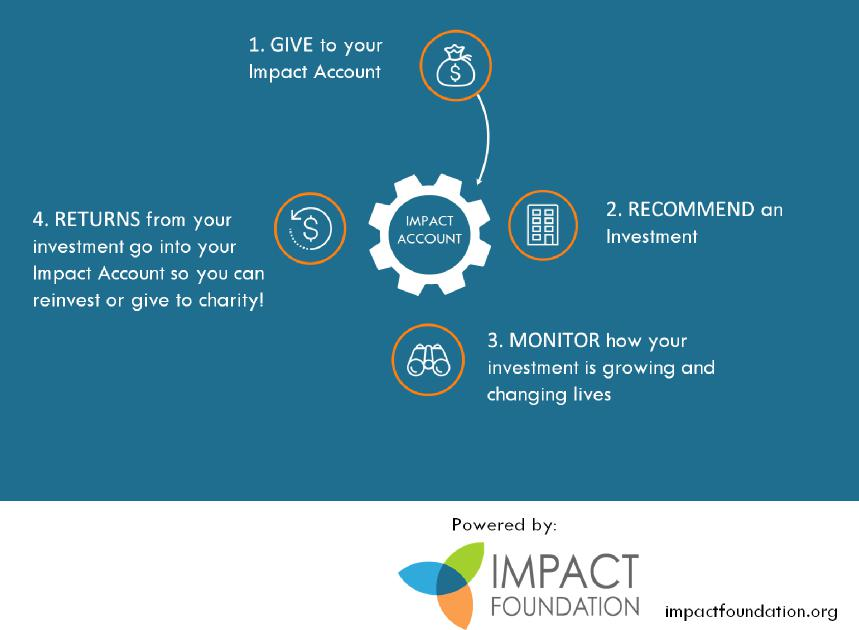 1. GIVE to your
Impact Account
$
IMPACT
ACCOUNT
2. RECOMMEND an
Investment
3. MONITOR how your
investment is growing and
changing lives
4. RETURNS from your
investment go into your
Impact Account so you can
reinvest or give to charity!
$
Powered by:
IMPACT
FOUNDATION
impactfoundation.org